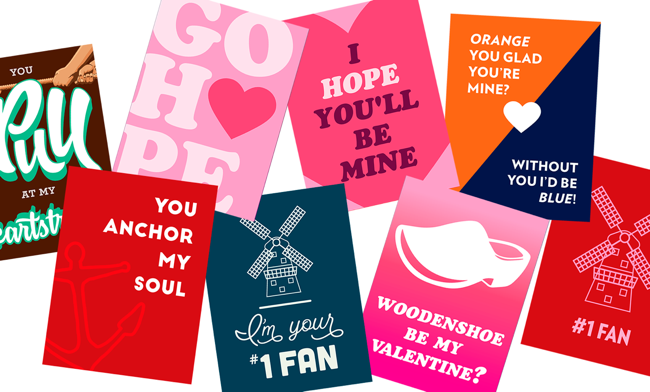 YOU
Pull
AT MY
GO
H
PE
I
HOPE
YOU'LL
BE
MINE
ORANGE
YOU GLAD
YOU'RE
MINE?
WITHOUT
YOU I'D BE
BLUE!
YOU
ANCHOR
MY
SOUL
I'm your
#1 FAN
WOODENSHOE
BE MY
VALENTINE?
#1 FAN